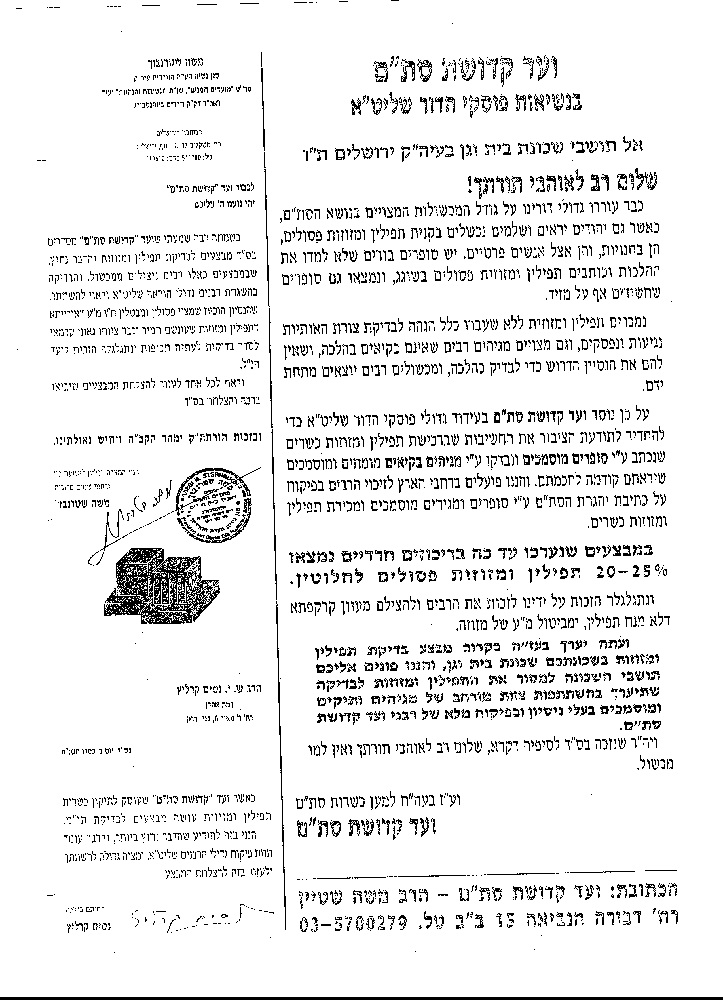 ועד קדושת סת"ם
בנשיאות פוסקי הדור שליט"א
אל תושבי שכונת בית וגן בעיה"ק ירושלים ת"ו
שלום רב לאוהבי תורתך!
כבר עוררו גדולי דורינו על גודל המכשולות המצויים בנושא הסת"ם,
כאשר גם יהודים יראים ושלמים נכשלים בקנית תפילין ומזוזות פסולים,
הן בחנויות, והן אצל אנשים פרטיים. יש סופרים בורים שלא למדו את
ההלכות וכותבים תפילין ומזוזות פסולים בשוגג, ונמצאו גם סופרים
שחשודים אף על מזיד.
נמכרים תפילין ומזוזות ללא שעברו כלל הגהה לבדיקת צורת האותיות
נגיעות ונפסקים, וגם מצויים מגיהים רבים שאינם בקיאים בהלכה, ושאין
להם את הנסיון הדרוש כדי לבדוק כהלכה, ומכשולים רבים יוצאים מתחת
ידם.
על כן נוסד ועד קדושת סת"ם בעידוד גדולי פוסקי הדור שליט"א כדי
להחדיר לתודעת הציבור את החשיבות שברכישת תפילין ומזוזות כשרים
שנכתב ע"י סופרים מוסמכים ונבדקו ע"י מגיהים בקיאים מומחים ומוסמכים
שיראתם קודמת לחכמתם. והננו פועלים ברחבי הארץ לזיכוי הרבים בפיקוח
על כתיבת והגהת הסת"ם ע"י סופרים ומגיהים מוסמכים ומכירת תפילין
ומזוזות כשרים.
במבצעים שנערכו עד כה בריכוזים חרדיים נמצאו
20–25% תפילין ומזוזות פסולים לחלוטין.
ונתגלגלה הזכות על ידינו לזכות את הרבים ולהצילם מעוון קרקפתא
דלא מנח תפילין, ומביטול מ"ע של מזוזה.
ועתה יערך בעז"ה בקרוב מבצע בדיקת תפילין
ומזוזות בשכונתכם שכונת בית וגן, והננו פונים אליכם
תושבי השכונה למסור את התפילין ומזוזות לבדיקה
שתיערך בהשתתפות צוות מורחב של מגיהים ותיקים
ומוסמכים בעלי ניסיון ובפיקוח מלא של רבני ועד קדושת
סת"ם.
ויה"ר שנזכה בס"ד לסיפיה דקרא, שלום רב לאוהבי תורתך ואין למו
מכשול.
וע"ז בעה"ח למען כשרות סת"ם
ועד קדושת סת"ם
הכתובת: ועד קדושת סת"ם – הרב משה שטיין
רח' דבורה הנביאה 15 ב"ב טל. 03–5700279
משה שטרנבוך
סגן נשיא העדה החרדית עיה"ק
מח"ס "מועדים וזמנים", שו"ת "תשובות והנהגות" ועוד
ראב"ד דק"ק חרדים ביוהנסבורג
הכתובת בירושלים:
רח' משקלוב 13, הר–נוף, ירושלים
טל: 511780 פקס: 519610
לכבוד ועד "קדושת סת"ם"
יהי נועם ה' עליכם
בשמחה רבה שמעתי שועד "קדושת סת"ם" מסדרים
בס"ד מבצעים לבדיקת תפילין ומזוזות והדבר נחוץ,
שבמבצעים כאלו רבים ניצולים ממכשול. והבדיקה
בהשגחת רבנים גדולי הוראה שליט"א וראוי להשתתף.
שהנסיון הוכיח שמצוי פסולין ומבטלין ח"ו מ"ע דאורייתא
דתפילין ומזוזות שעונשם חמור וכבר צווחו גאוני קדמאי
לסדר בדיקות לעתים תכופות ונתגלגלה הזכות לועד
הנ"ל.
וראוי לכל אחד לעזור להצלחת המבצעים שיביאו
ברכה והצלחה בס"ד.
ובזכות תורתה"ק ימהר הקב"ה ויחיש גאולתינו.
הנני המצפה בכליון לישועת כ"י
ורחמי שמים מרובים
משה שטרנבו
משה שטרנבוך
RABBI M. STERNBUCH
משה שטרנבוך
President and Dayan Eda
סגן נשיא העדה החרדית
הרב ש. י. נסים קרליץ
רמת אהרן
רח' ר' מאיר 6, בני–ברק
בס"ד, יום ב' כסלו תשנ"ח
כאשר ועד "קדושת סת"ם" שעוסק לתיקון כשרות
תפילין ומזוזות עושה מבצעים לבדיקת תו"מ.
הנני בזה להודיע שהדבר נחוץ ביותר, והדבר עומד
תחת פיקוח גדולי הרבנים שליט"א, ומצוה גדולה להשתתף
ולעזור בזה להצלחת המבצע.
החותם בברכה
נסים קרליץ
נסים קרליץ